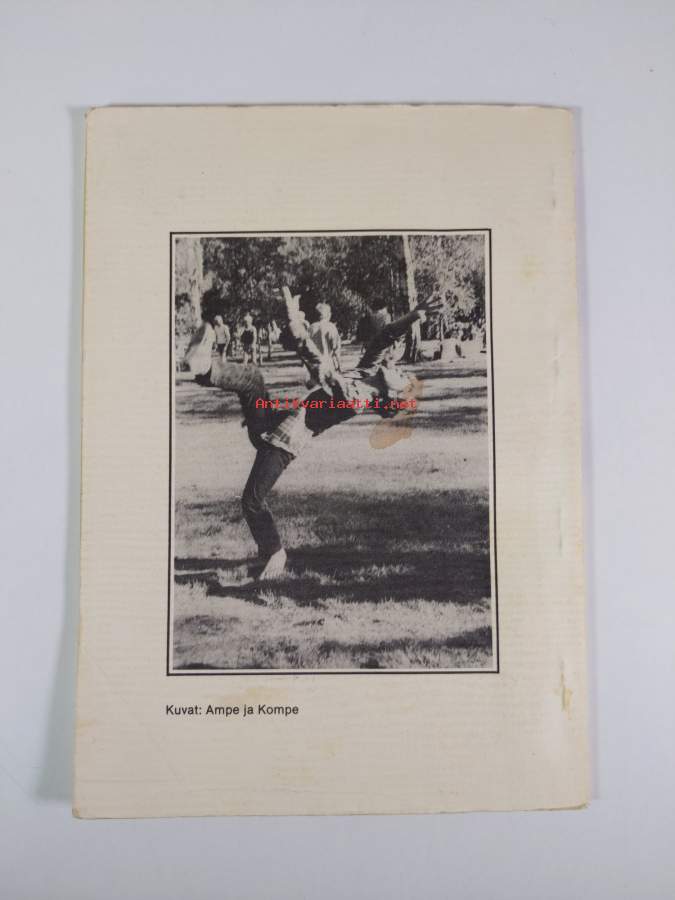 Antikvariaatti.net
Kuvat: Ampe ja Kompe